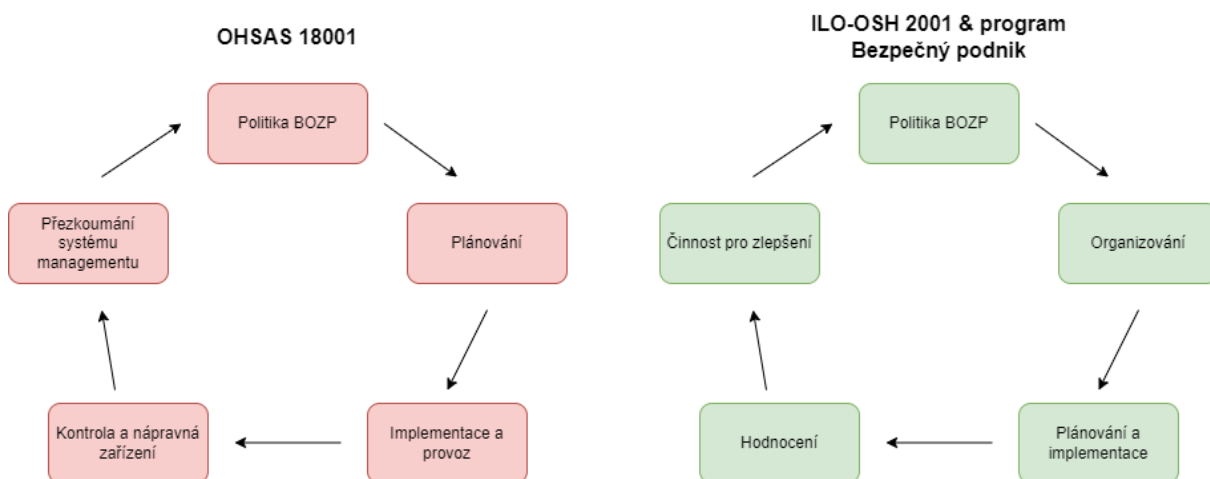 OHSAS 18001
Politika BOZP
Plánování
Implementace a
provoz
Kontrola a nápravná
zařízení
Přezkoumání
systému
managementu
ILO-OSH 2001 & program
Bezpečný podnik
Politika BOZP
Organizování
Plánování a
implementace
Hodnocení
Činnost pro zlepšení